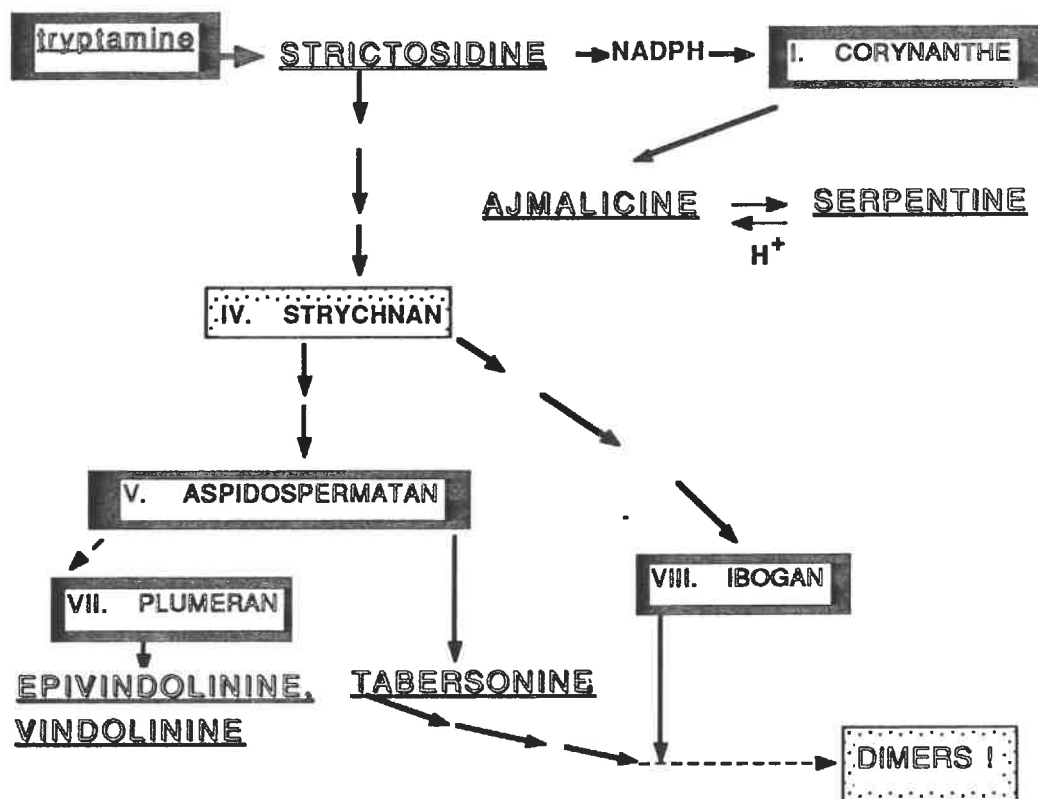 tryptamine
STRICTOSIDINE
NADPH
I. CORYNANTHE
AJMALICINE
SERPENTINE
H+
IV. STRYCHNAN
V. ASPIDOSPERMATAN
VII. PLUMERAN
VIII. IBOGAN
EPIVINDOLININE,
VINDOLININE
TABERSONINE
DIMERS !